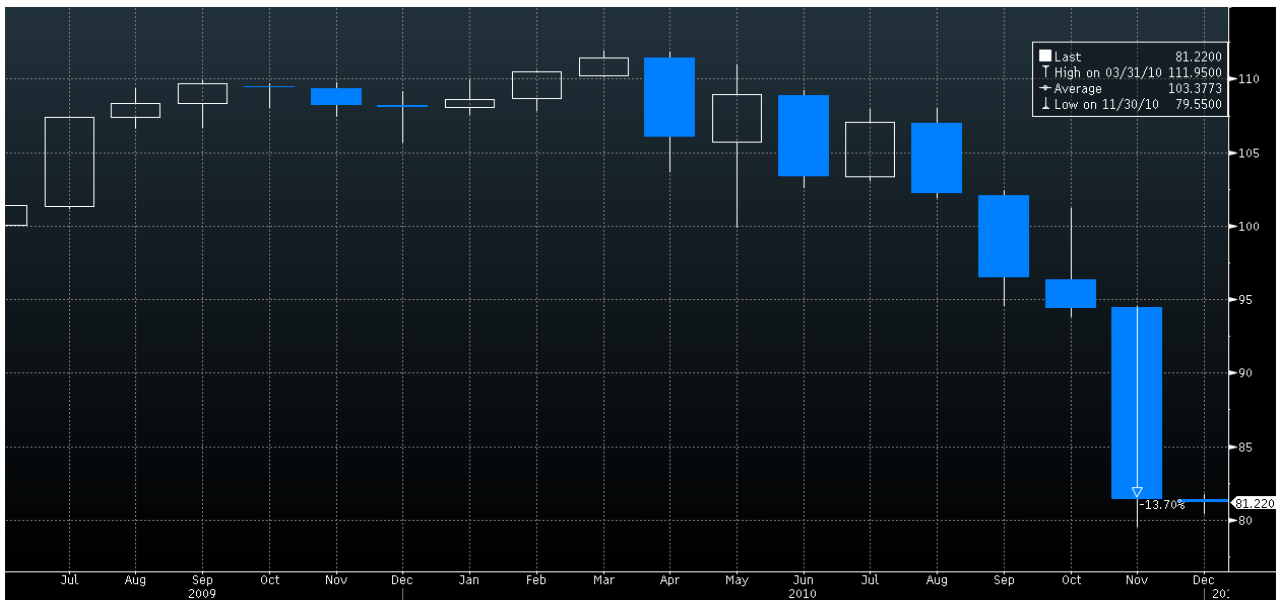 Last 81.2200
High on 03/31/10 111.9500
Average 103.3773
Low on 11/30/10 79.5500
110
105
100
95
90
85
81.220
80
-13.70%
Jul Aug Sep Oct Nov Dec Jan Feb Mar Apr May Jun Jul Aug Sep Oct Nov Dec
2009 2010 201